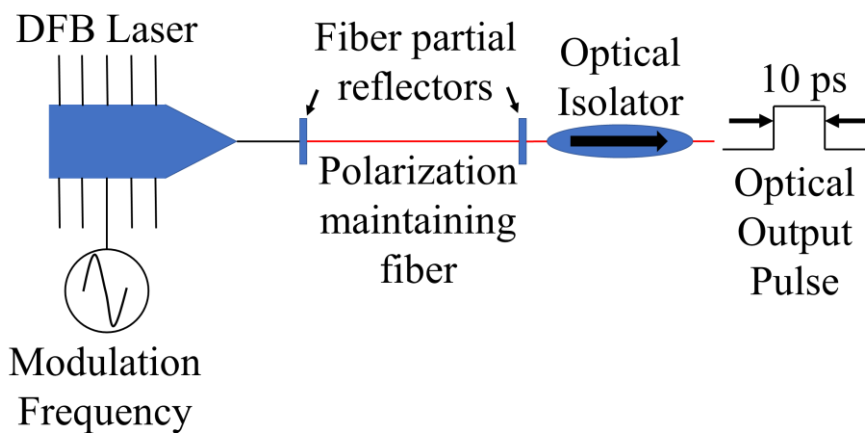 DFB Laser
Fiber partial
reflectors
Optical
Isolator
10 ps
Polarization
maintaining
fiber
Optical
Output
Pulse
Modulation
Frequency